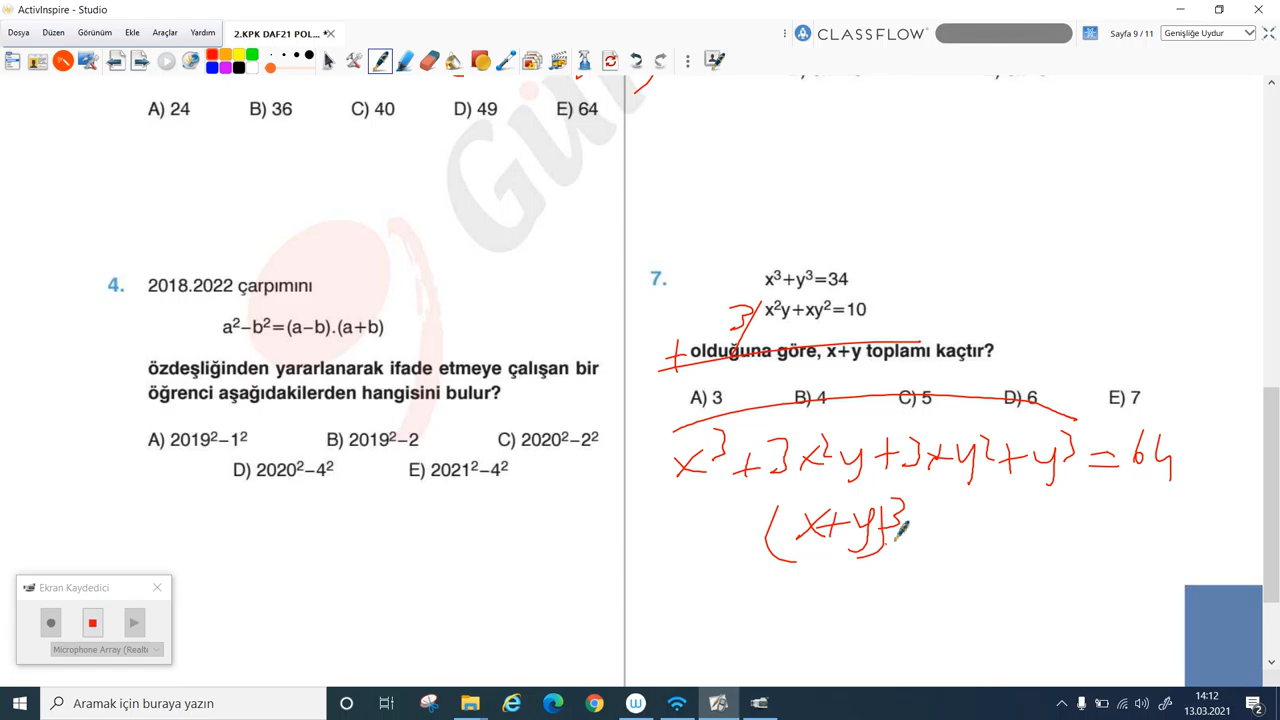 ActivInspire - Studio
Dosya Düzen Görünüm Ekle Araçlar Yardım
2.KPK DAF21 POL...*
CLASSFLOW
Sayfa 9 / 11
Genişliğe Uydur
A) 24 B) 36 C) 40 D) 49 E) 64
4. 2018.2022 çarpımını
a²−b²=(a−b).(a+b)
özdeşliğinden yararlanarak ifade etmeye çalışan bir
öğrenci aşağıdakilerden hangisini bulur?
A) 2019²−1² B) 2019²−2 C) 2020²−2²
D) 2020²−4² E) 2021²−4²
7. x³+y³=34
3/ x²y+xy²=10
+
olduğuna göre, x+y toplamı kaçtır?
A) 3 B) 4 C) 5 D) 6 E) 7
x³+3x²y+3xy²+y³=64
(x+y)³
Ekran Kaydedici
Microphone Array (Realte
Aramak için buraya yazın
14:12
13.03.2021
2